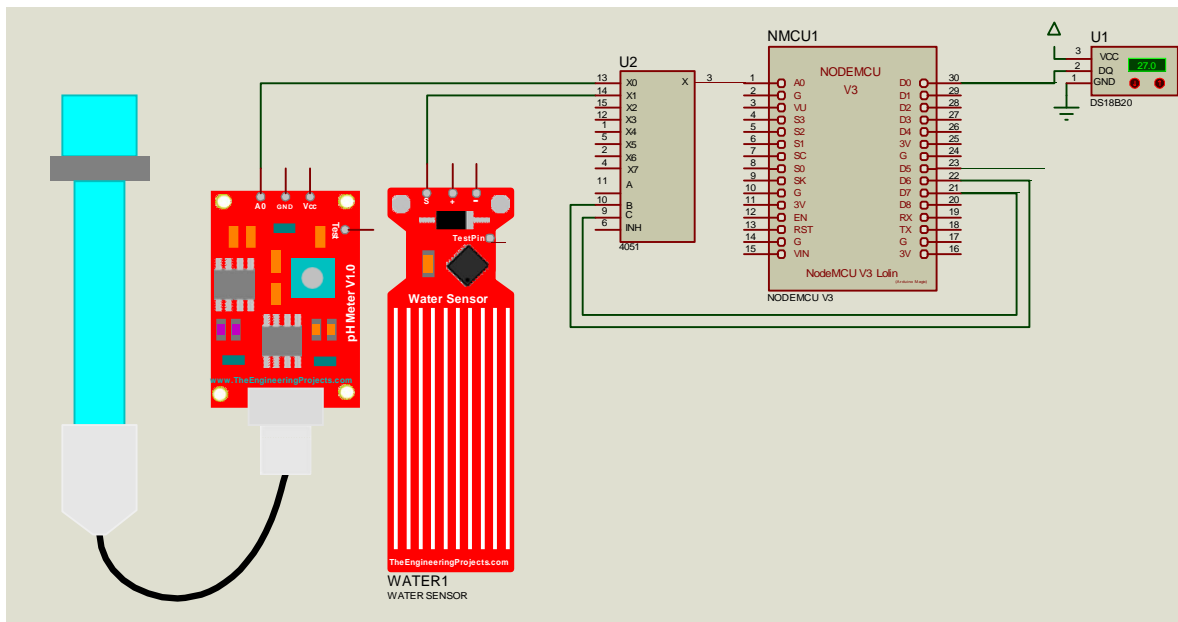 NMCU1
U2
U1
13 X0
14 X1
15 X2
12 X3
1 X4
5 X5
2 X6
4 X7
11 A
10 B
9 C
6 INH
X 3
4051
NODEMCU
V3
1 A0
2 G
3 VU
4 S3
5 S2
6 S1
7 SC
8 S0
9 SK
10 G
11 3V
12 EN
13 RST
14 G
15 VIN
D0 30
D1 29
D2 28
D3 27
D4 26
3V 25
G 24
D5 23
D6 22
D7 21
D8 20
RX 19
TX 18
G 17
3V 16
NodeMCU V3 Lolin
(Arduino Magix)
NODEMCU V3
3 VCC
2 DQ
1 GND
27.0
DS18B20
A0 GND Vcc
Test
pH Meter V1.0
www.TheEngineeringProjects.com
S + -
TestPin
Water Sensor
TheEngineeringProjects.com
WATER1
WATER SENSOR